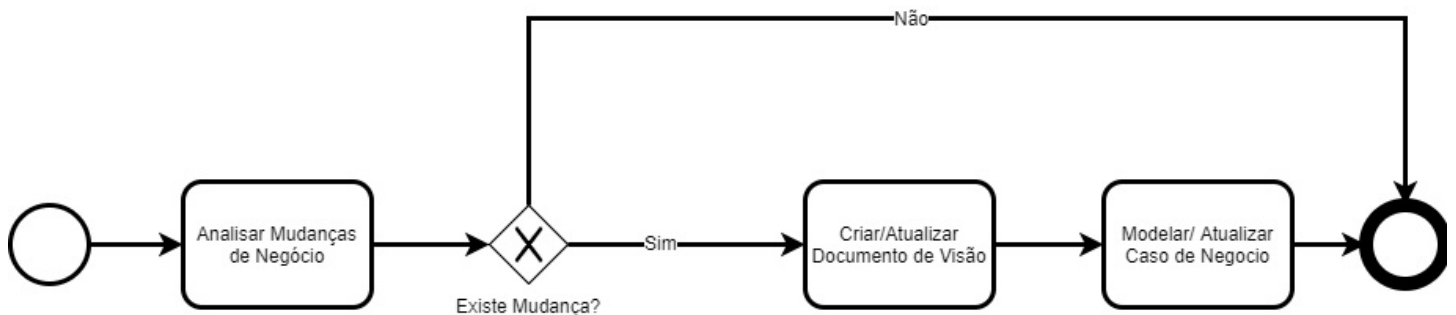 Não
Analisar Mudanças
de Negócio
Existe Mudança?
Sim
Criar/Atualizar
Documento de Visão
Modelar/ Atualizar
Caso de Negocio